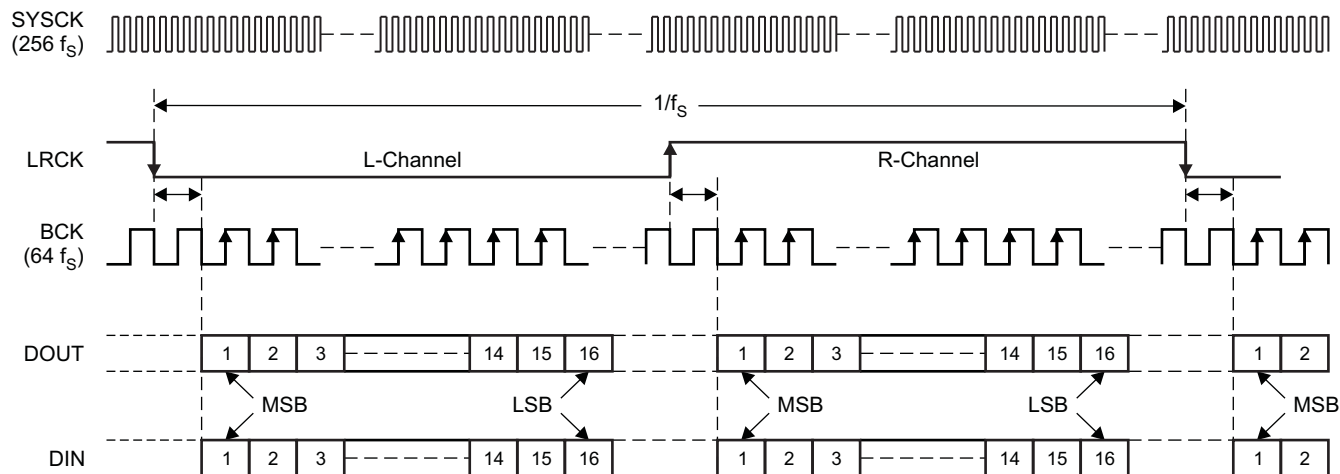 SYSCK
(256 fS)
1/fS
LRCK
L-Channel
R-Channel
BCK
(64 fS)
DOUT
1 2 3 14 15 16 1 2 3 14 15 16 1 2
MSB LSB MSB LSB MSB
DIN
1 2 3 14 15 16 1 2 3 14 15 16 1 2